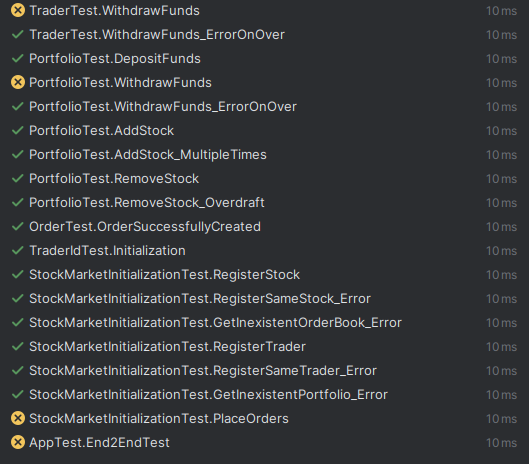 TraderTest.WithdrawFunds 10 ms
TraderTest.WithdrawFunds_ErrorOnOver 10 ms
PortfolioTest.DepositFunds 10 ms
PortfolioTest.WithdrawFunds 10 ms
PortfolioTest.WithdrawFunds_ErrorOnOver 10 ms
PortfolioTest.AddStock 10 ms
PortfolioTest.AddStock_MultipleTimes 10 ms
PortfolioTest.RemoveStock 10 ms
PortfolioTest.RemoveStock_Overdraft 10 ms
OrderTest.OrderSuccessfullyCreated 10 ms
TraderIdTest.Initialization 10 ms
StockMarketInitializationTest.RegisterStock 10 ms
StockMarketInitializationTest.RegisterSameStock_Error 10 ms
StockMarketInitializationTest.GetInexistentOrderBook_Error 10 ms
StockMarketInitializationTest.RegisterTrader 10 ms
StockMarketInitializationTest.RegisterSameTrader_Error 10 ms
StockMarketInitializationTest.GetInexistentPortfolio_Error 10 ms
StockMarketInitializationTest.PlaceOrders 10 ms
AppTest.End2EndTest 10 ms